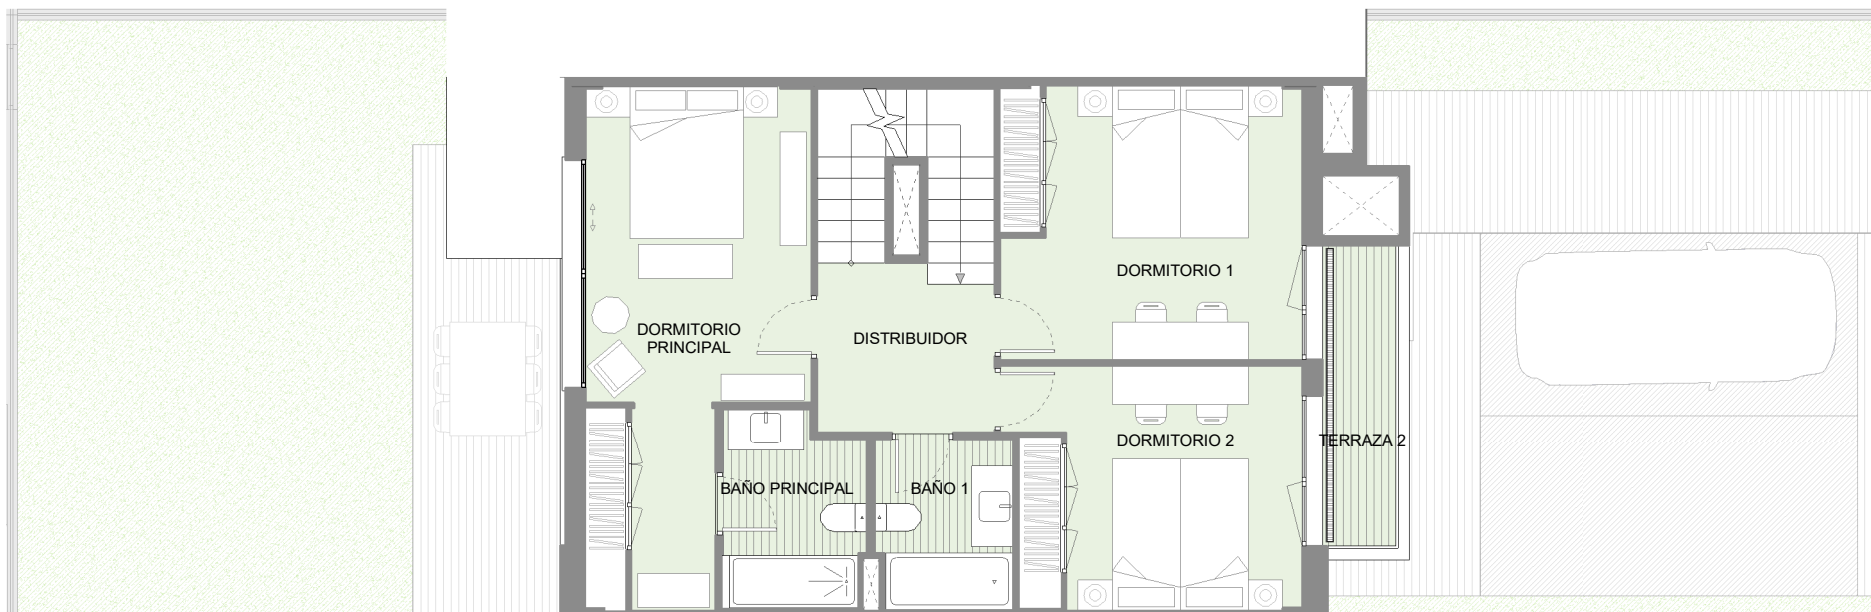 DORMITORIO 1
DORMITORIO
PRINCIPAL
DISTRIBUIDOR
DORMITORIO 2
TERRAZA 2
BAÑO PRINCIPAL
BAÑO 1